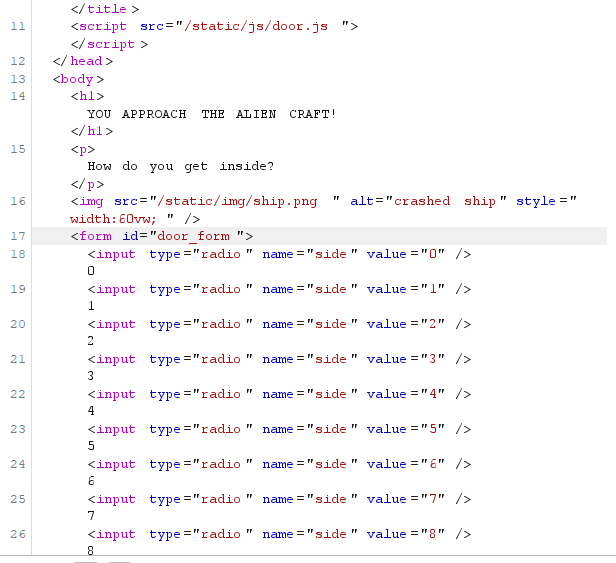 </title>
11 <script src="/static/js/door.js ">
</script>
12 </head>
13 <body>
14 <h1>
YOU APPROACH THE ALIEN CRAFT!
</h1>
15 <p>
How do you get inside?
</p>
16 <img src="/static/img/ship.png " alt="crashed ship" style="
width:60vw; " />
17 <form id="door_form ">
18 <input type="radio" name="side" value="0" />
0
19 <input type="radio" name="side" value="1" />
1
20 <input type="radio" name="side" value="2" />
2
21 <input type="radio" name="side" value="3" />
3
22 <input type="radio" name="side" value="4" />
4
23 <input type="radio" name="side" value="5" />
5
24 <input type="radio" name="side" value="6" />
6
25 <input type="radio" name="side" value="7" />
7
26 <input type="radio" name="side" value="8" />
8